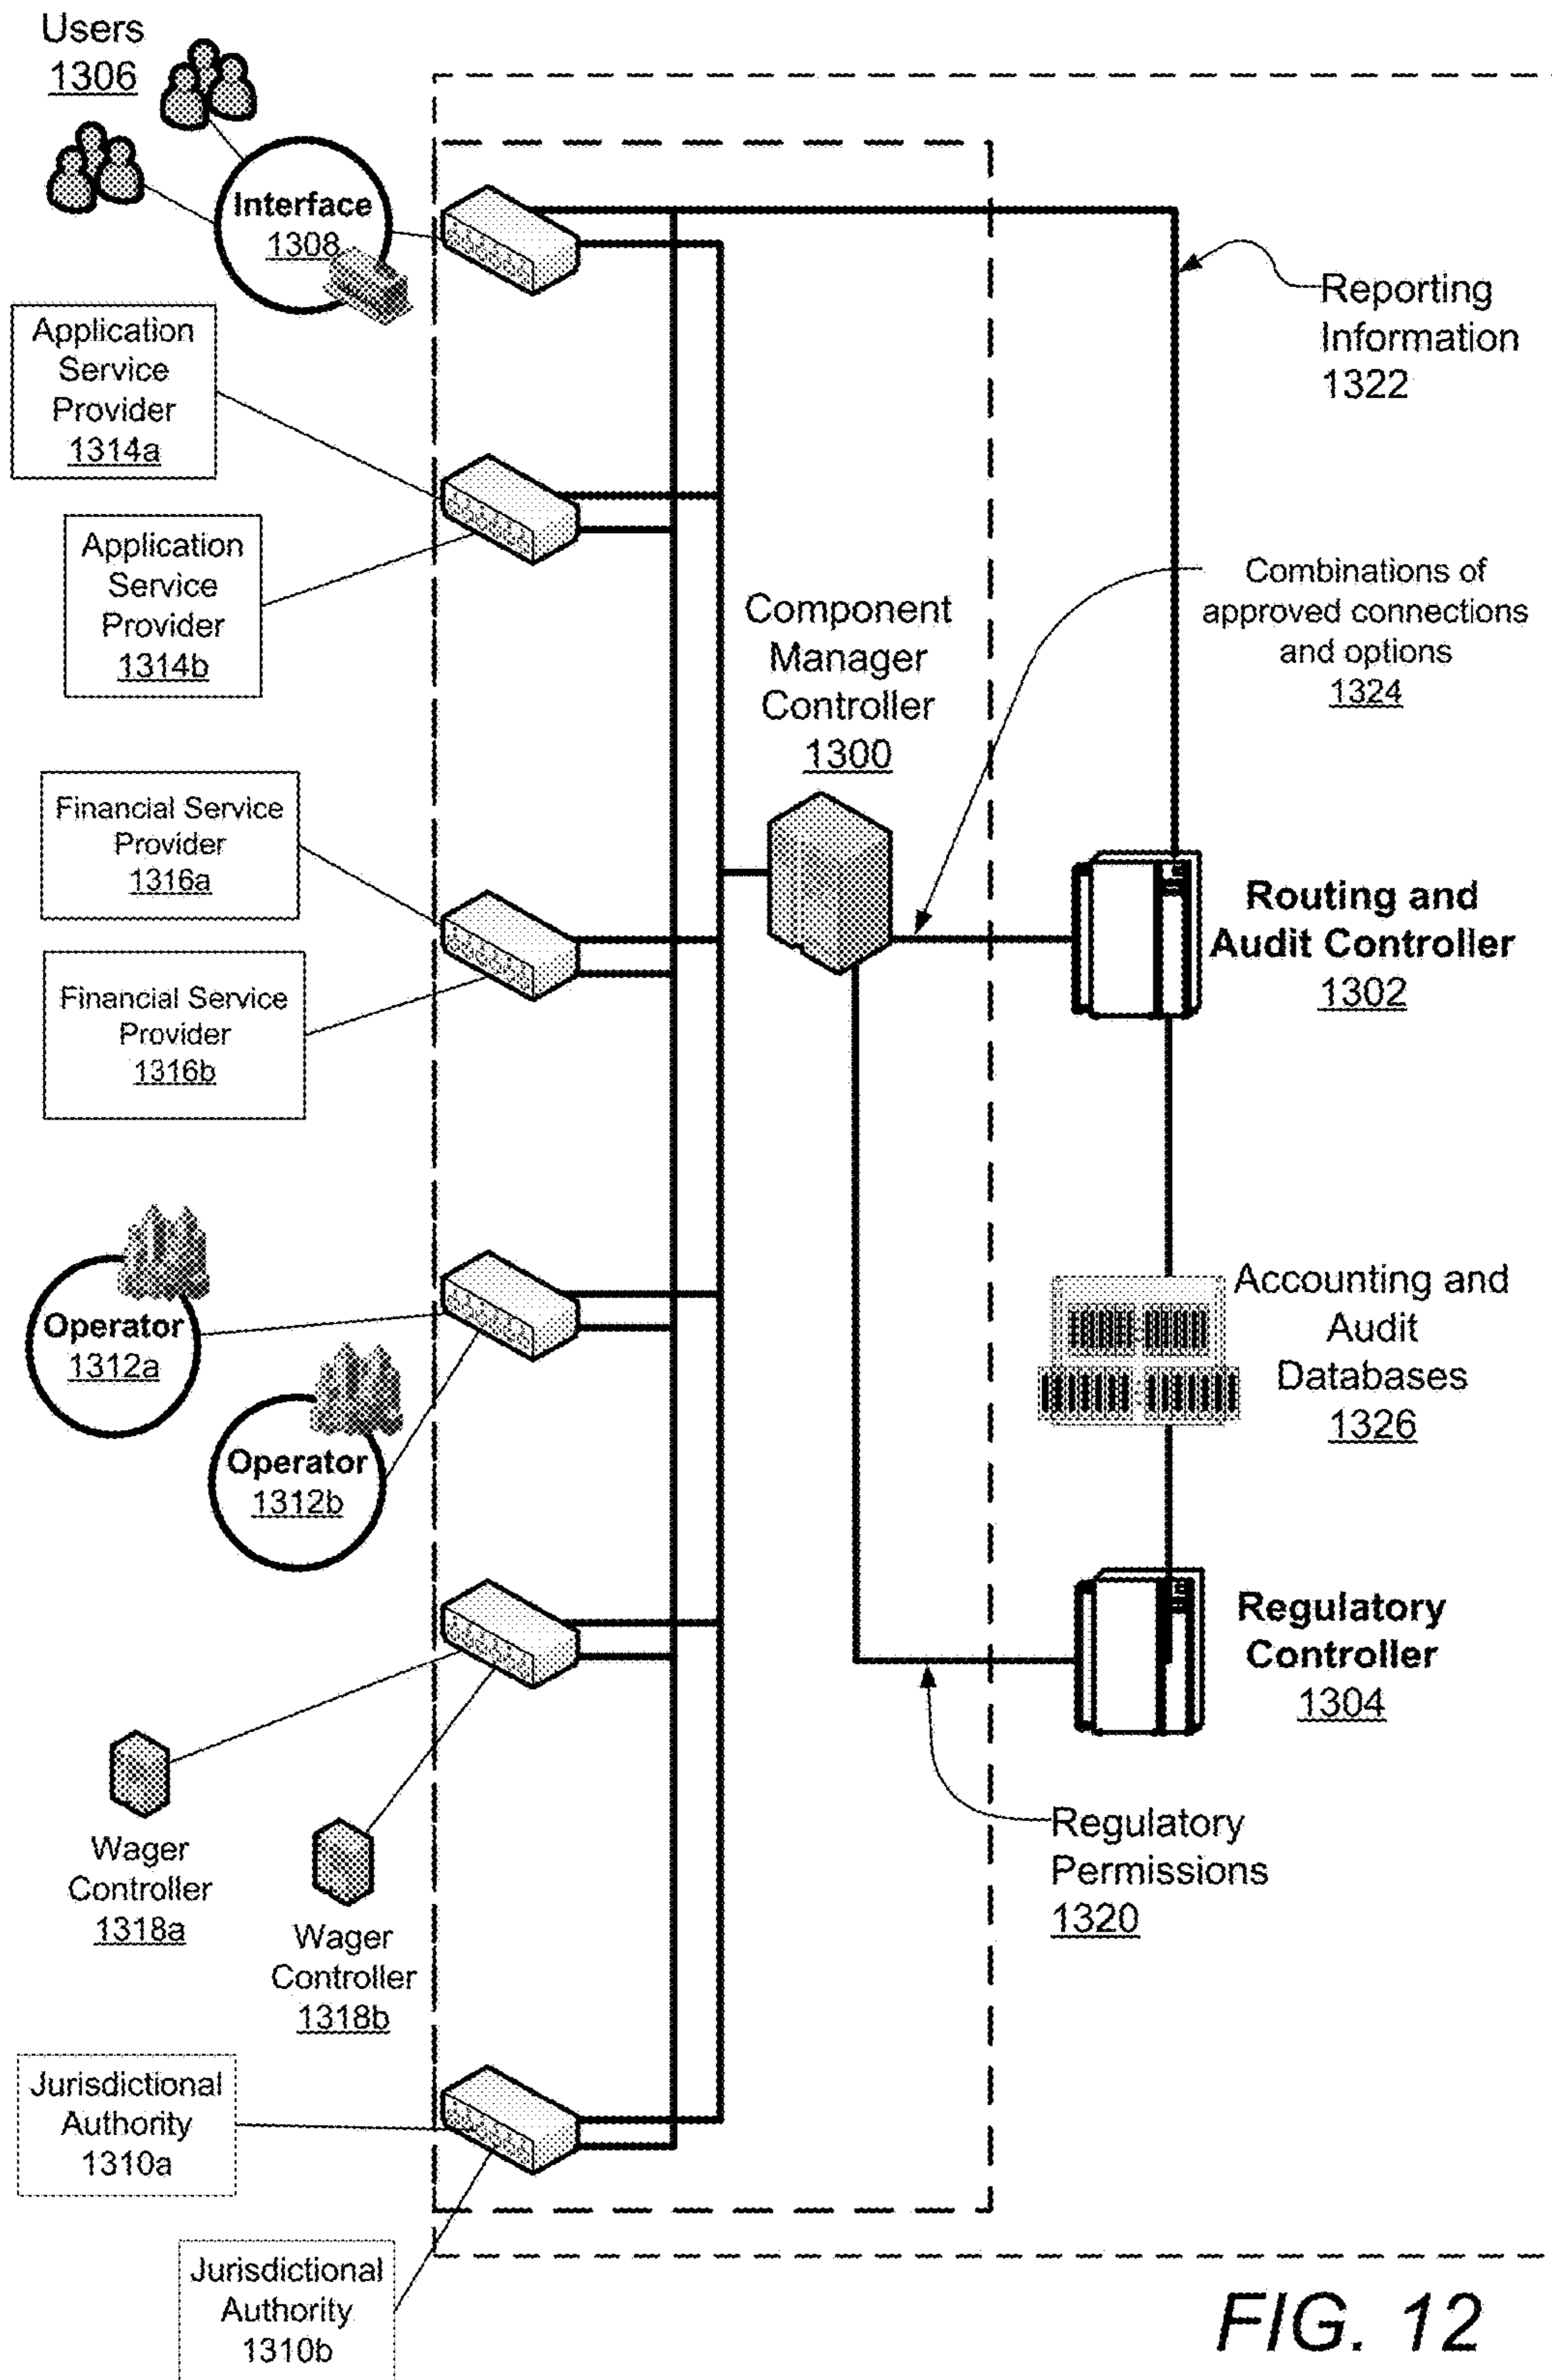 Users
1306
Interface
1308
Application
Service
Provider
1314a
Application
Service
Provider
1314b
Financial Service
Provider
1316a
Financial Service
Provider
1316b
Operator
1312a
Operator
1312b
Wager
Controller
1318a
Wager
Controller
1318b
Jurisdictional
Authority
1310a
Jurisdictional
Authority
1310b
Component
Manager
Controller
1300
Reporting
Information
1322
Combinations of
approved connections
and options
1324
Routing and
Audit Controller
1302
Accounting and
Audit
Databases
1326
Regulatory
Controller
1304
Regulatory
Permissions
1320
FIG. 12